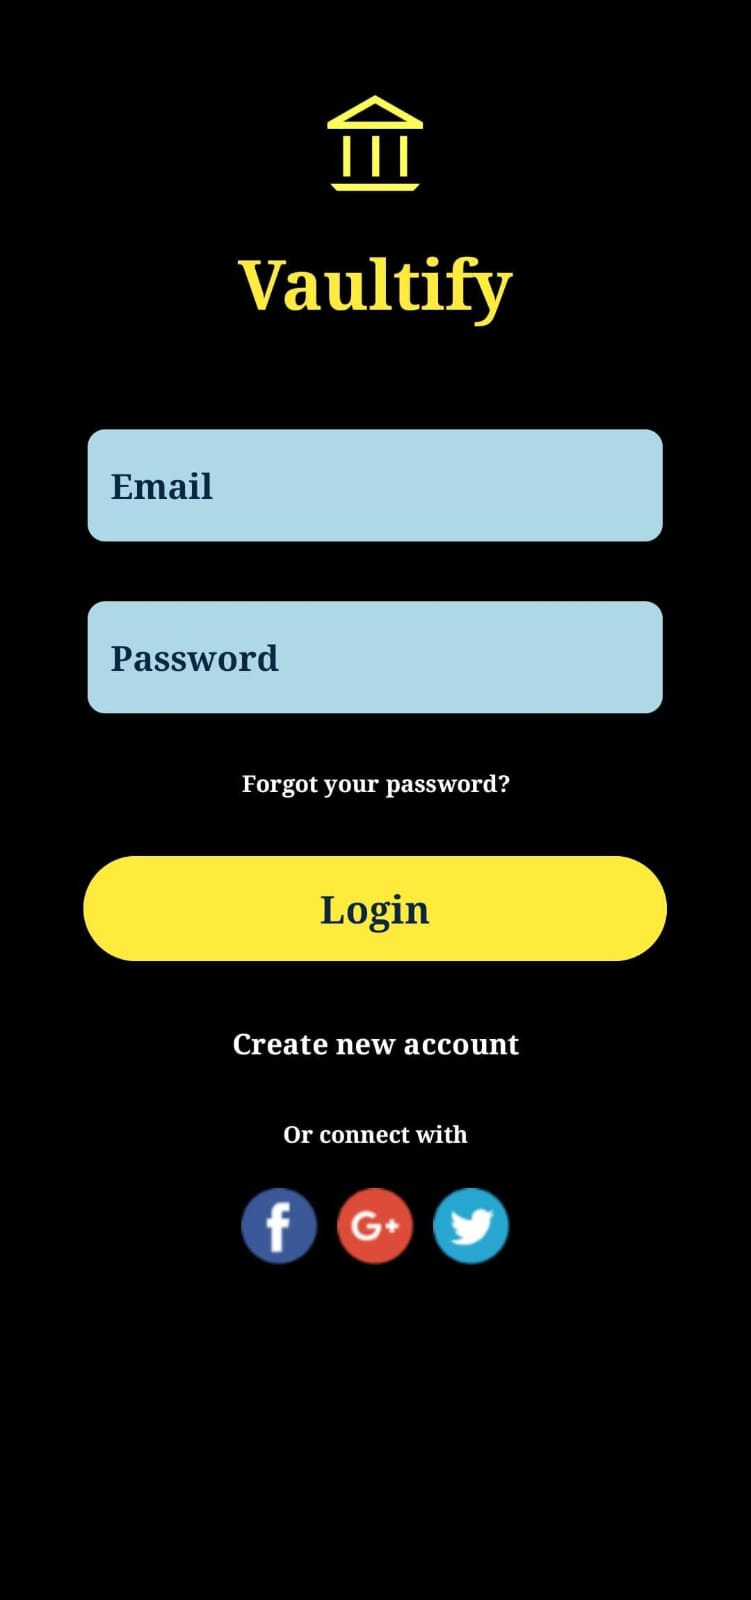 Vaultify
Email
Password
Forgot your password?
Login
Create new account
Or connect with
f G+